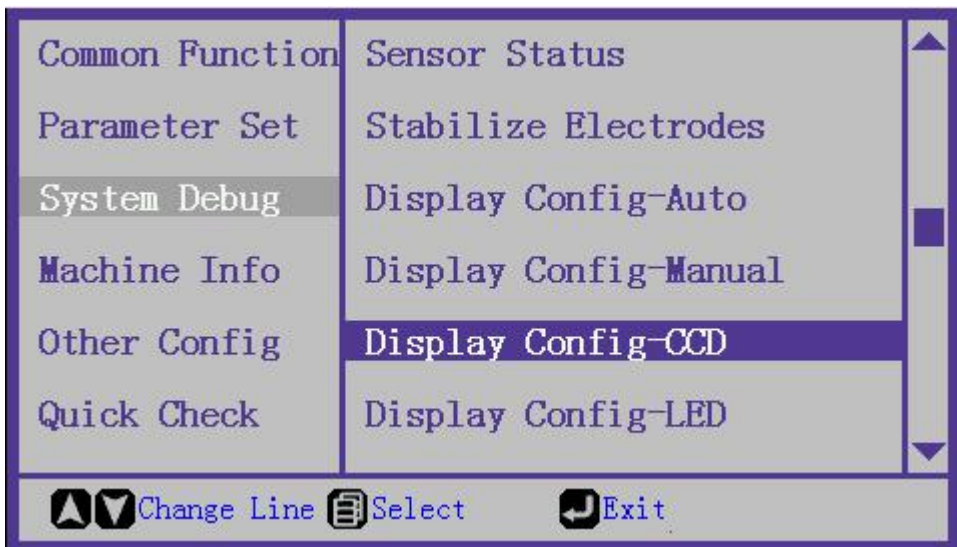 Common Function
Parameter Set
System Debug
Machine Info
Other Config
Quick Check
Sensor Status
Stabilize Electrodes
Display Config-Auto
Display Config-Manual
Display Config-CCD
Display Config-LED
Change Line Select Exit